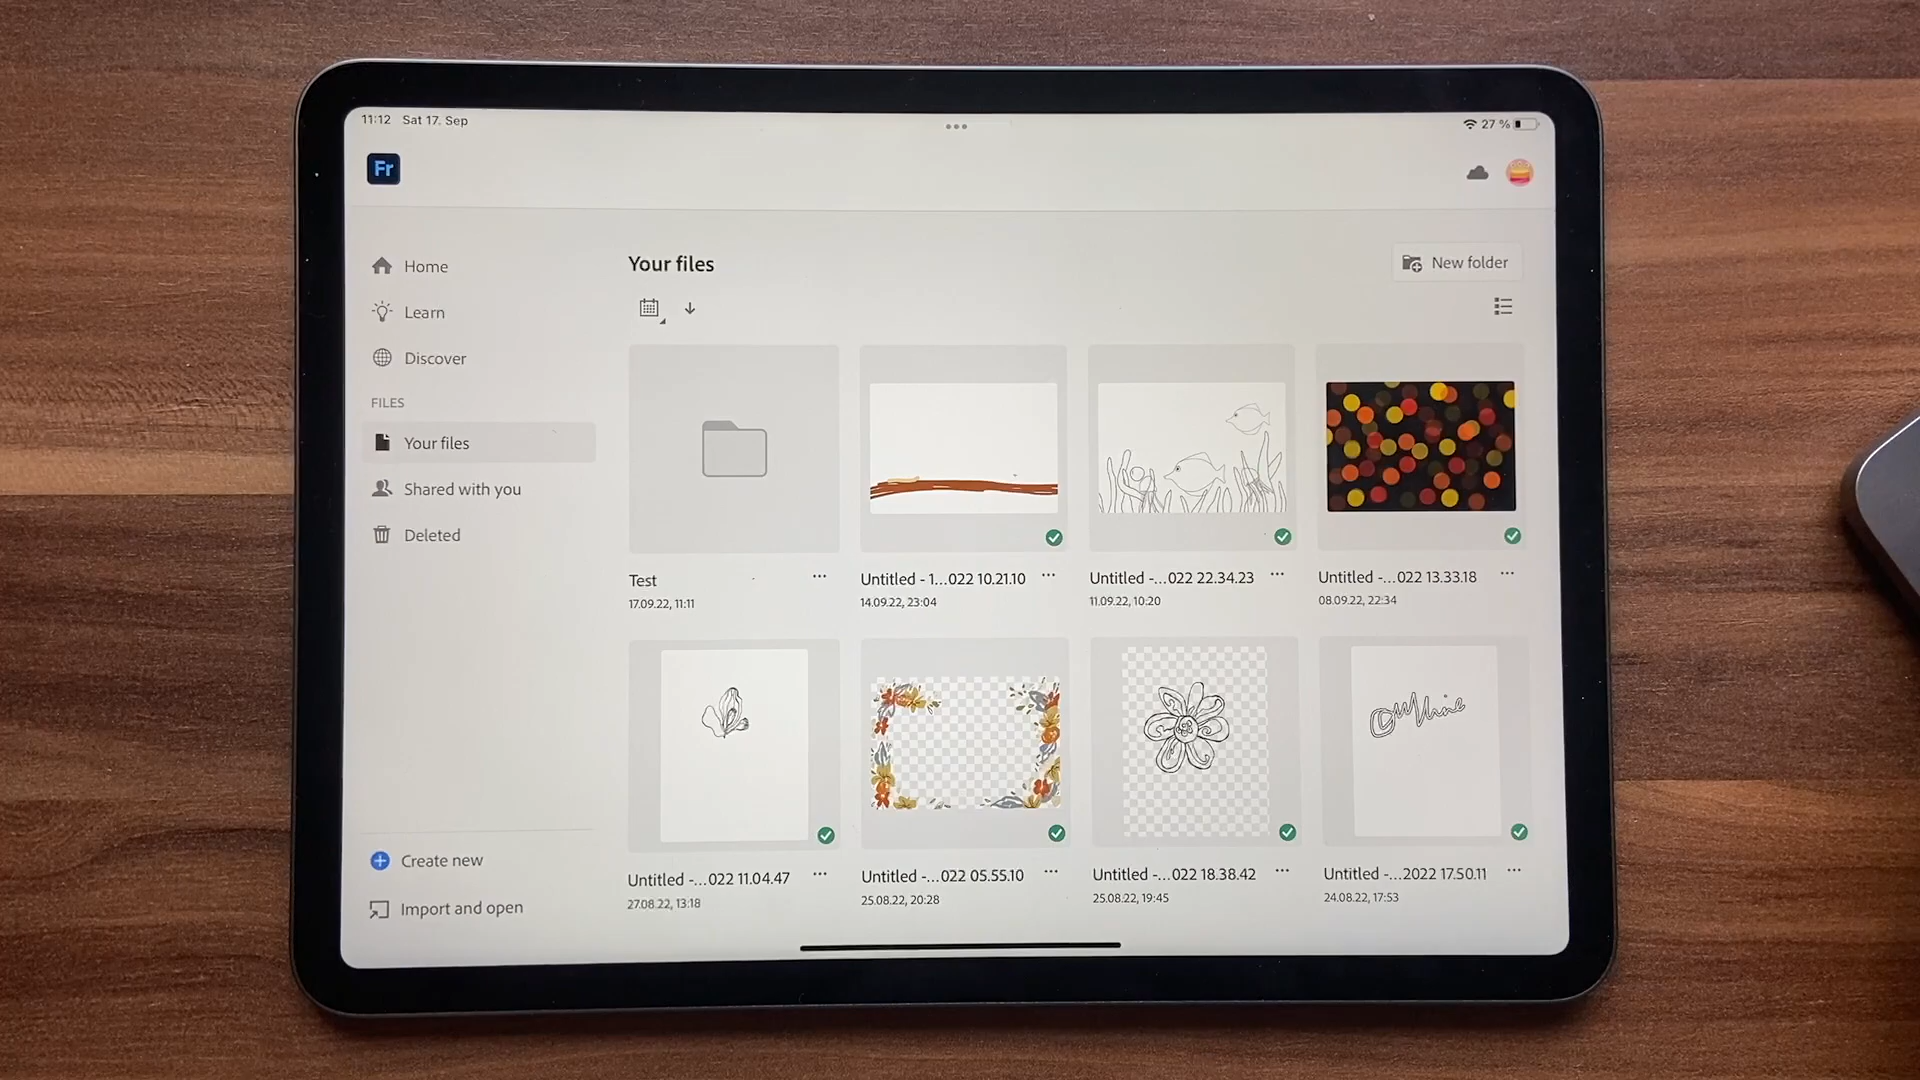 11:12 Sat 17. Sep
27 %
Fr
Home
Learn
Discover
FILES
Your files
Shared with you
Deleted
Create new
Import and open
Your files
New folder
Test
17.09.22, 11:11
Untitled - 1...022 10.21.10
14.09.22, 23:04
Untitled -...022 22.34.23
11.09.22, 10:20
Untitled -...022 13.33.18
08.09.22, 22:34
Untitled -...022 11.04.47
27.08.22, 13:18
Untitled -...022 05.55.10
25.08.22, 20:28
Untitled -...022 18.38.42
25.08.22, 19:45
Outline
Untitled -...2022 17.50.11
24.08.22, 17:53